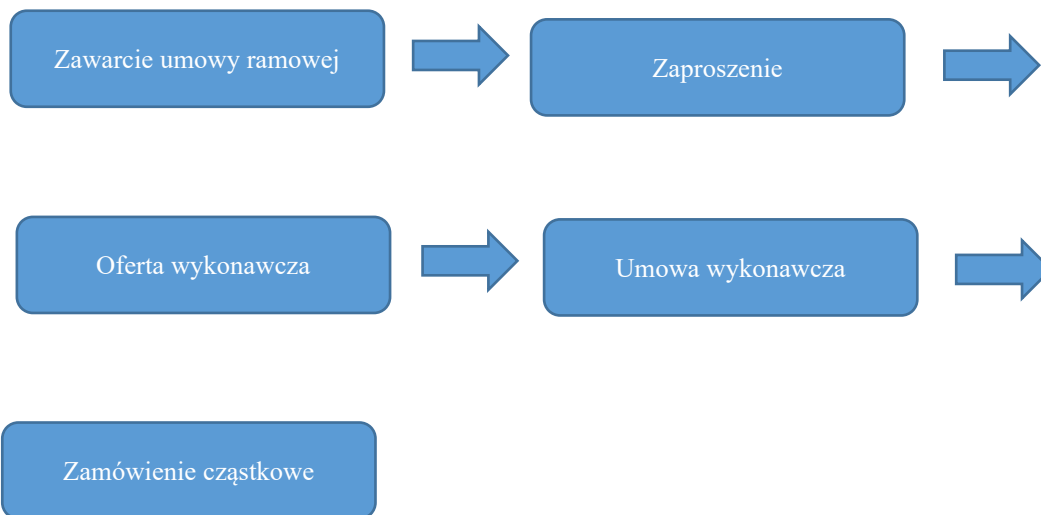 Zawarcie umowy ramowej
Zaproszenie
Oferta wykonawcza
Umowa wykonawcza
Zamówienie cząstkowe